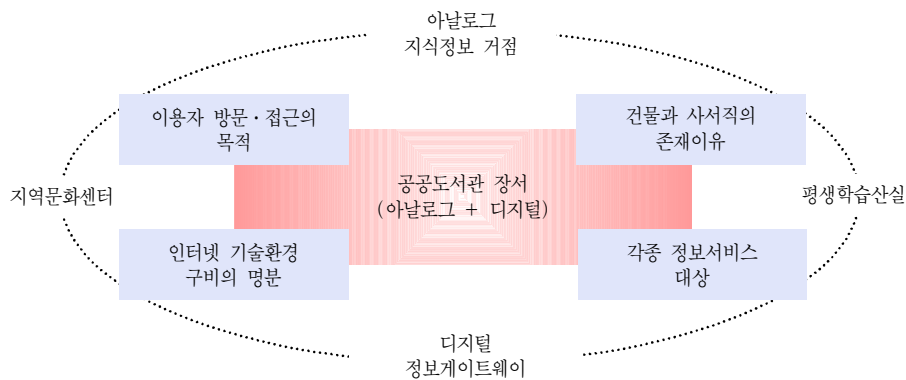 아날로그
지식정보 거점
이용자 방문·접근의
목적
건물과 사서직의
존재이유
지역문화센터
공공도서관 장서
(아날로그 + 디지털)
평생학습산실
인터넷 기술환경
구비의 명분
각종 정보서비스
대상
디지털
정보게이트웨이